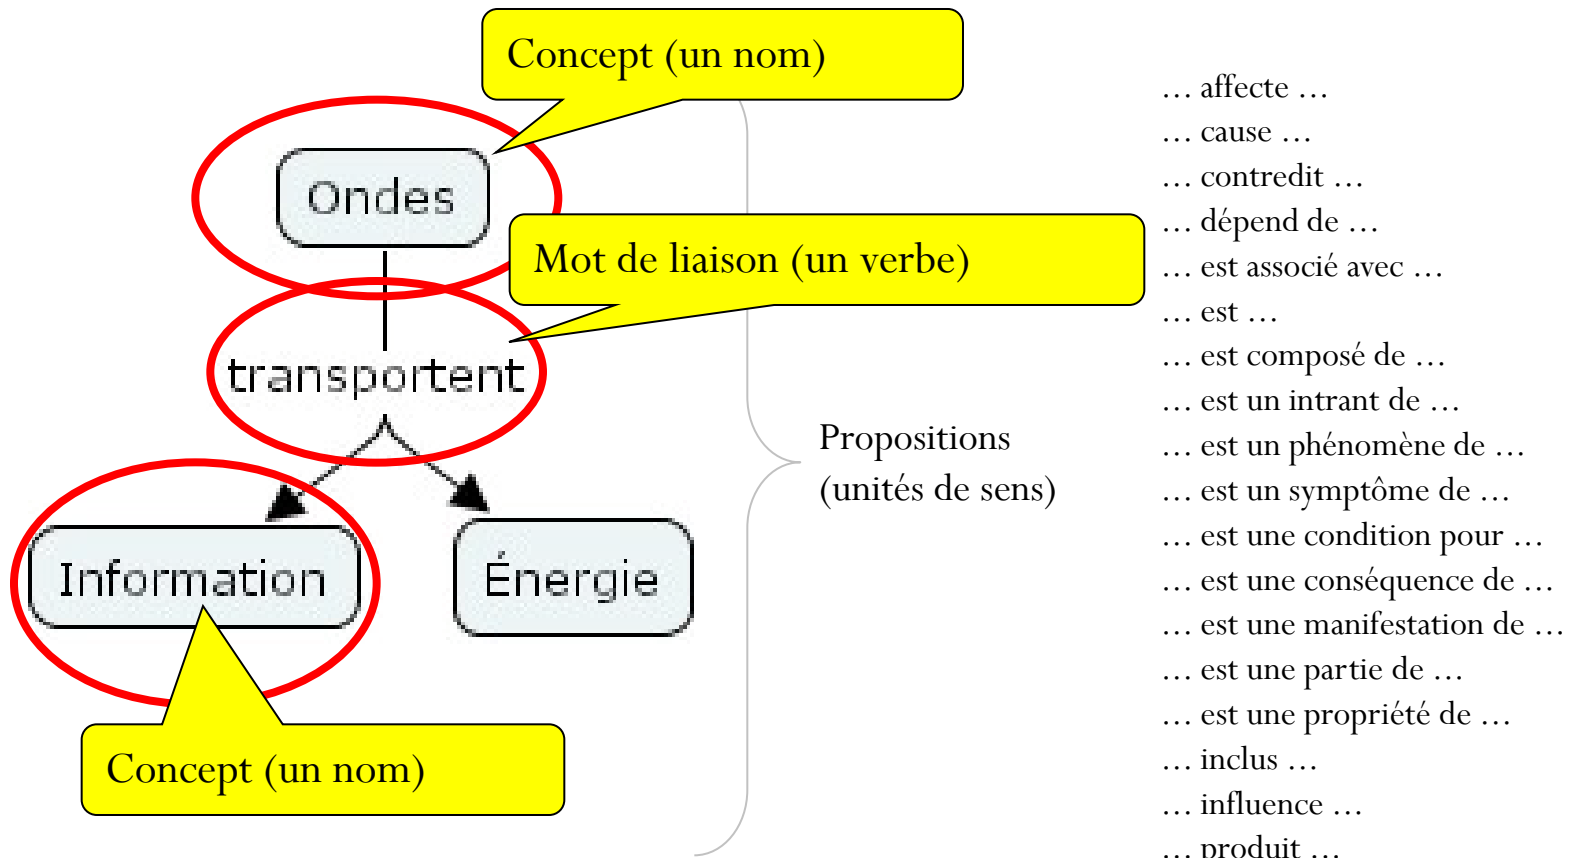 Concept (un nom)
Ondes
Mot de liaison (un verbe)
transportent
Information
Énergie
Concept (un nom)
Propositions
(unités de sens)
… affecte …
… cause …
… contredit …
… dépend de …
… est associé avec …
… est …
… est composé de …
… est un intrant de …
… est un phénomène de …
… est un symptôme de …
… est une condition pour …
… est une conséquence de …
… est une manifestation de …
… est une partie de …
… est une propriété de …
… inclus …
… influence …
… produit …